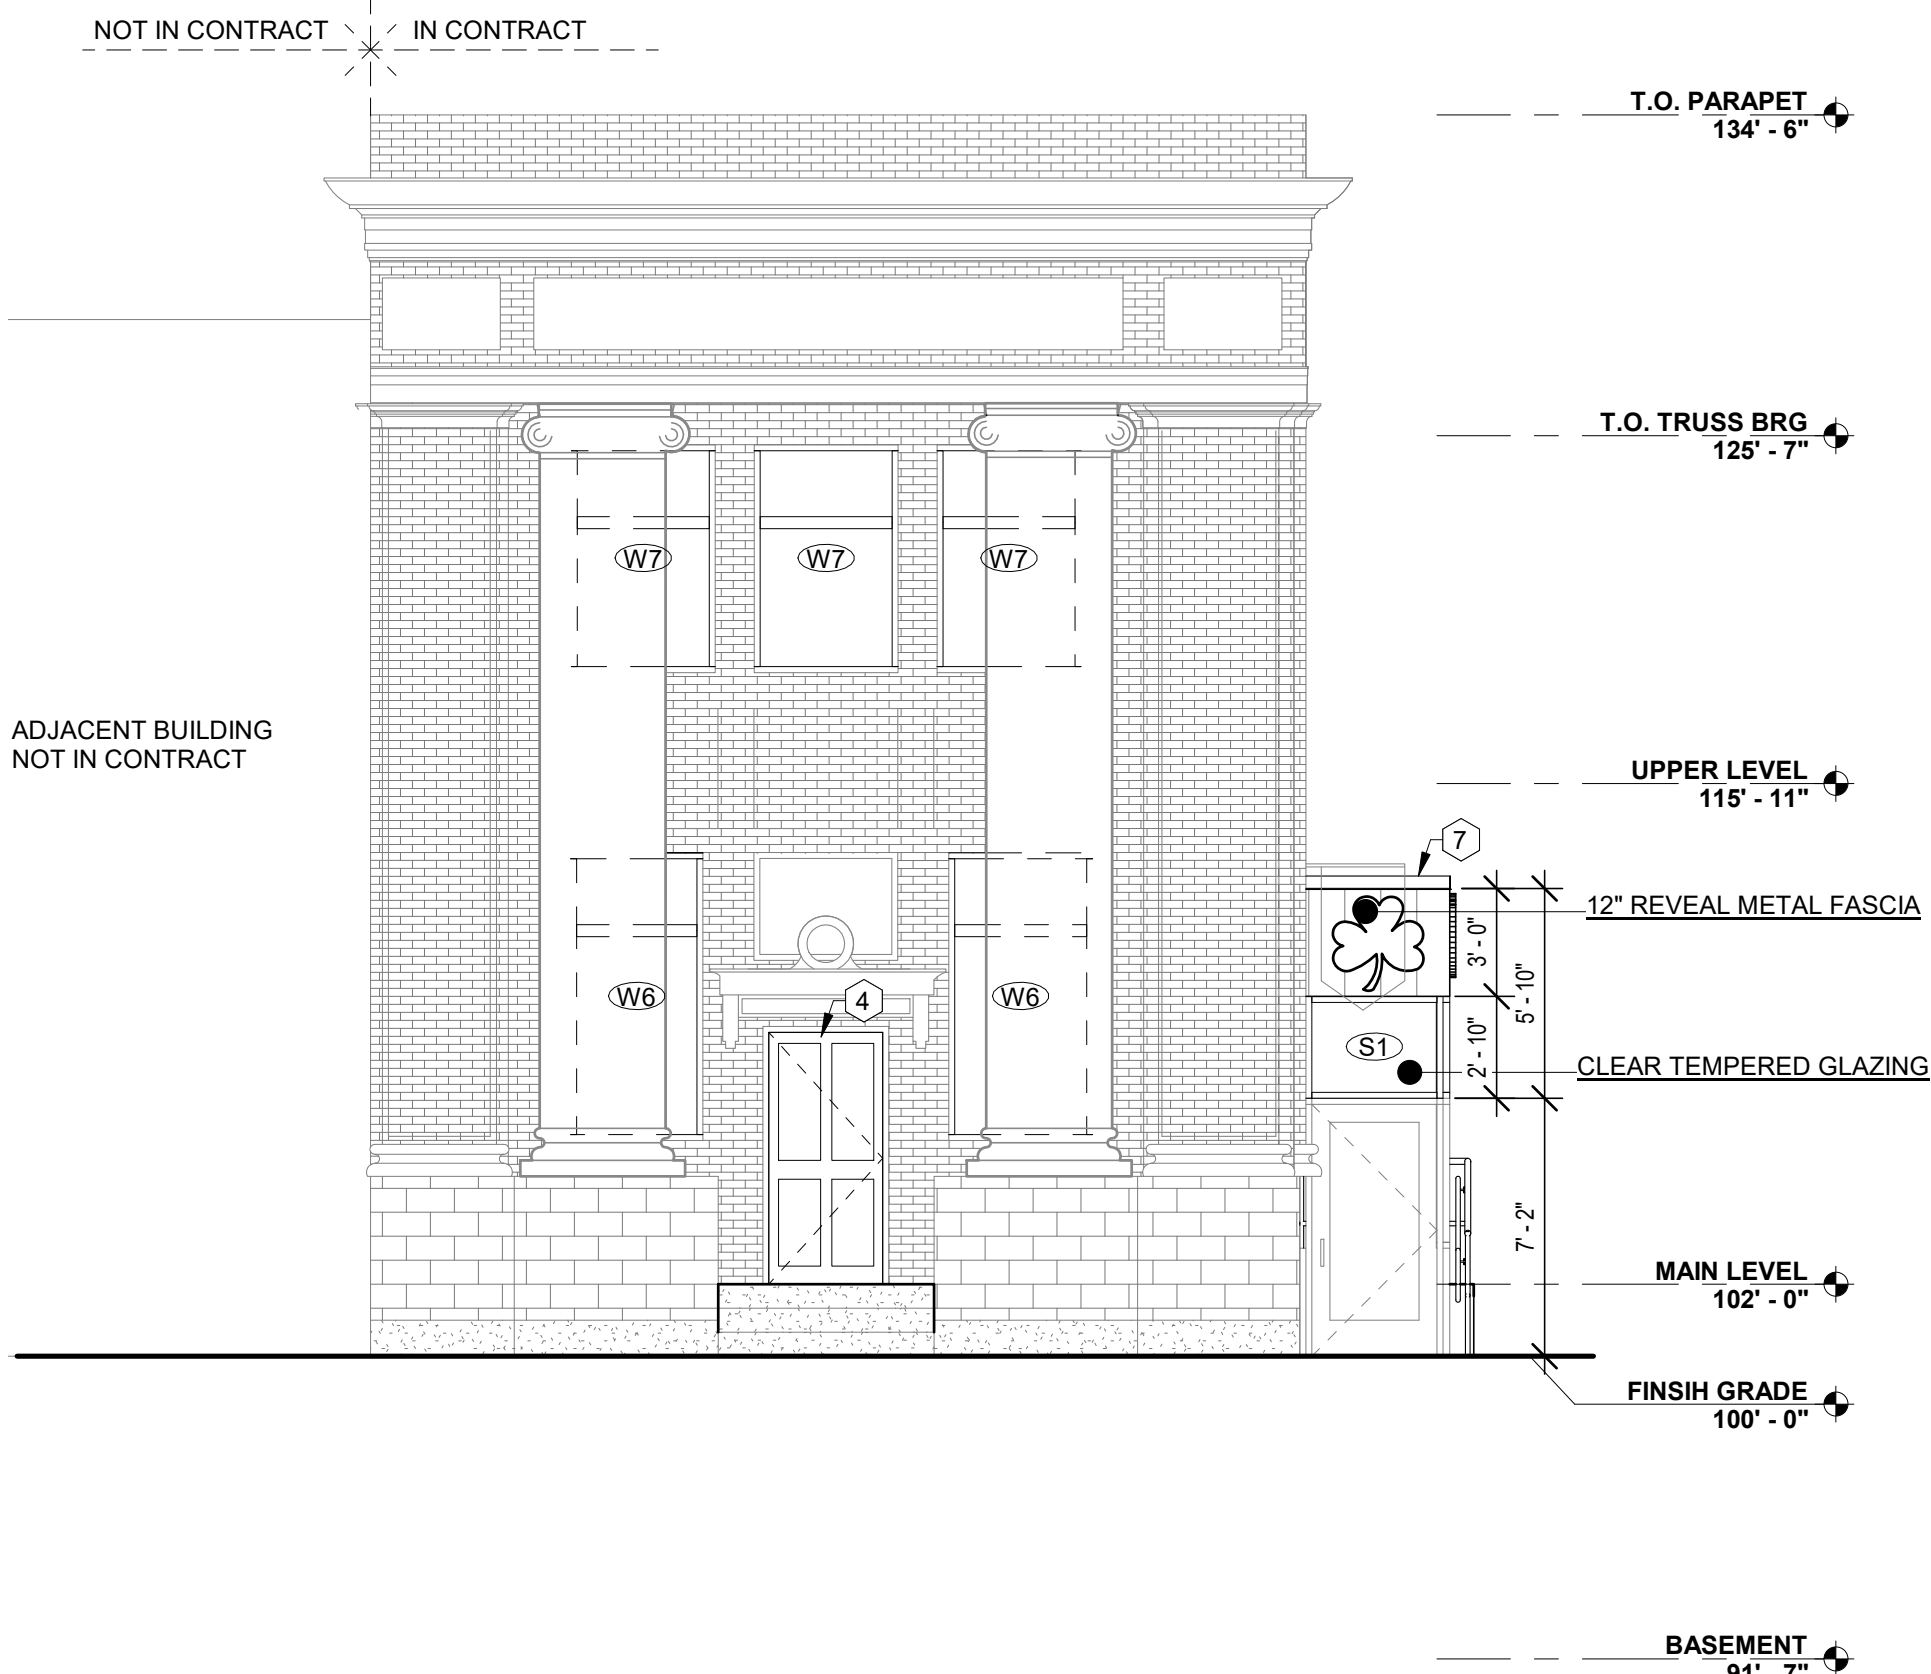 NOT IN CONTRACT
IN CONTRACT
T.O. PARAPET
134' - 6"
T.O. TRUSS BRG
125' - 7"
W7
W7
W7
ADJACENT BUILDING
NOT IN CONTRACT
UPPER LEVEL
115' - 11"
7
12" REVEAL METAL FASCIA
3' - 0"
5' - 10"
W6
4
W6
S1
2' - 10"
CLEAR TEMPERED GLAZING
7' - 2"
MAIN LEVEL
102' - 0"
FINSIH GRADE
100' - 0"
BASEMENT
91' - 7"